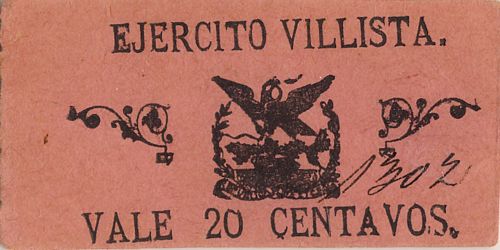 EJERCITO VILLISTA.
1302
VALE 20 CENTAVOS.